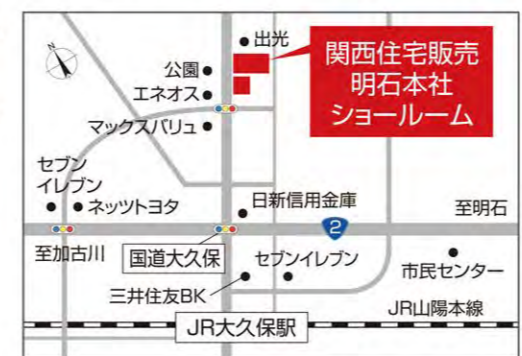 出光
関西住宅販売
明石本社
ショールーム
公園
エネオス
マックスバリュ
セブン
イレブン
ネッツトヨタ
日新信用金庫
至明石
2
至加古川
国道大久保
セブンイレブン
市民センター
三井住友BK
JR山陽本線
JR大久保駅